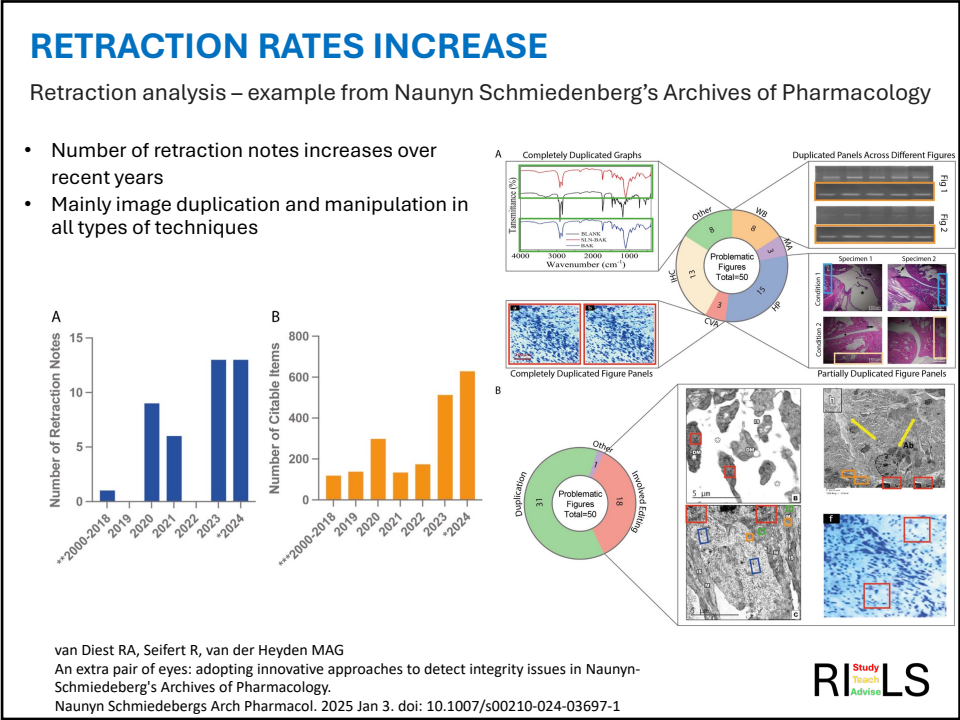 RETRACTION RATES INCREASE
Retraction analysis – example from Naunyn Schmiedenberg's Archives of Pharmacology
• Number of retraction notes increases over
recent years
• Mainly image duplication and manipulation in
all types of techniques
A
Number of Retraction Notes
15
10
5
0
**2000-2018
2019
2020
2021
2022
2023
*2024
B
Number of Citable Items
800
600
400
200
0
***2000-2018
2019
2020
2021
2022
2023
*2024
A
Completely Duplicated Graphs
Transmittance (%)
BLANK
SLN-BAK
BAK
4000 3000 2000 1000
Wavenumber (cm-1)
Duplicated Panels Across Different Figures
Fig 1
Fig 2
Other
8
WB
8
WA
3
HP
15
CVA
3
IHC
13
Problematic
Figures
Total=50
Specimen 1 Specimen 2
Condition 1
Condition 2
Completely Duplicated Figure Panels
Partially Duplicated Figure Panels
B
Duplication
31
Other
1
Involved Editing
18
Problematic
Figures
Total=50
DM
DM
5 µm
B
C
h
Ab
f
van Diest RA, Seifert R, van der Heyden MAG
An extra pair of eyes: adopting innovative approaches to detect integrity issues in Naunyn-
Schmiedeberg's Archives of Pharmacology.
Naunyn Schmiedebergs Arch Pharmacol. 2025 Jan 3. doi: 10.1007/s00210-024-03697-1
RI LS
Study
Teach
Advise